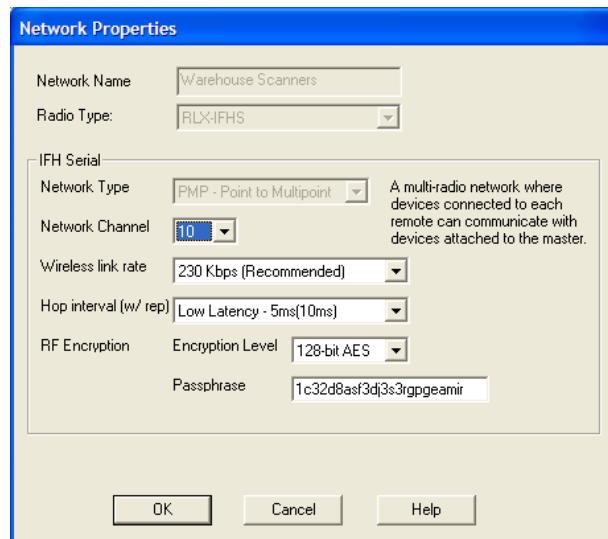 Network Properties
Network Name Warehouse Scanners
Radio Type: RLX-IFHS
IFH Serial
Network Type PMP - Point to Multipoint
A multi-radio network where
devices connected to each
remote can communicate with
devices attached to the master.
Network Channel 10
Wireless link rate 230 Kbps (Recommended)
Hop interval (w/ rep) Low Latency - 5ms(10ms)
RF Encryption Encryption Level 128-bit AES
Passphrase 1c32d8asf3dj3s3rgpgeamir
OK Cancel Help